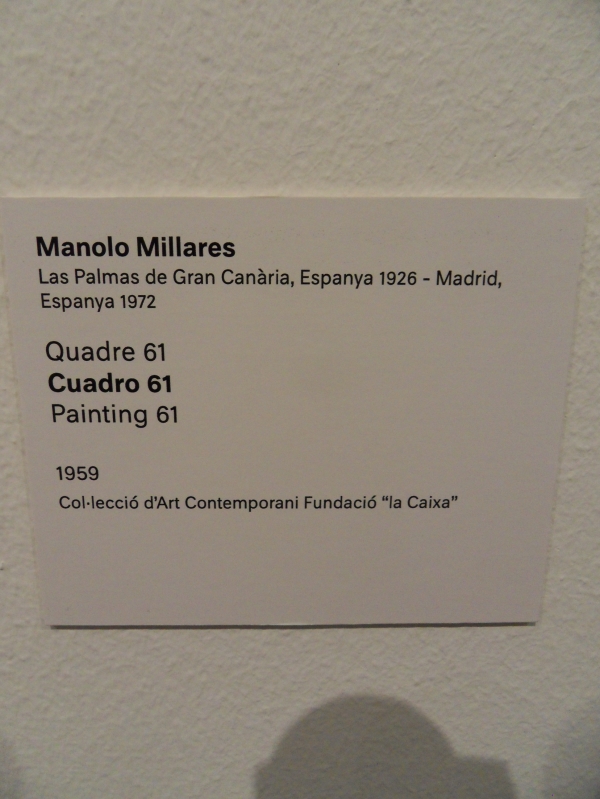 Manolo Millares
Las Palmas de Gran Canària, Espanya 1926 - Madrid,
Espanya 1972
Quadre 61
Cuadro 61
Painting 61
1959
Col·lecció d'Art Contemporani Fundació “la Caixa”